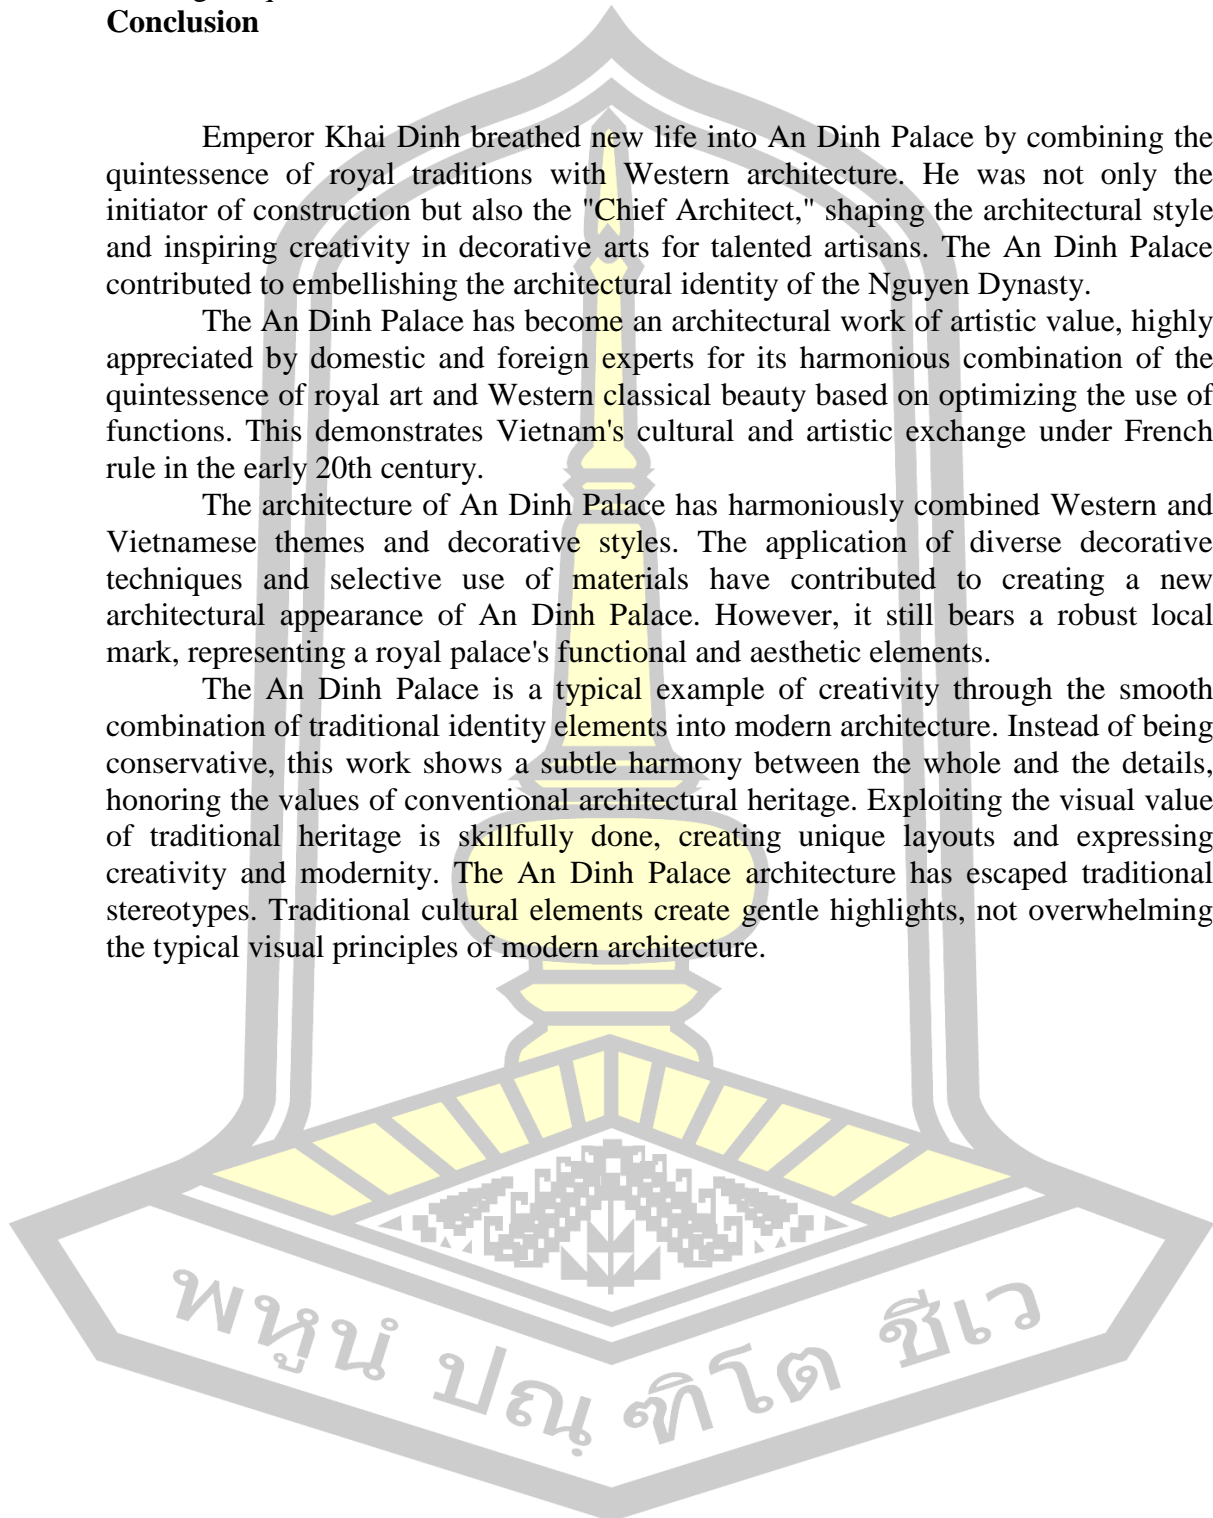 Conclusion
Emperor Khai Dinh breathed new life into An Dinh Palace by combining the
quintessence of royal traditions with Western architecture. He was not only the
initiator of construction but also the "Chief Architect," shaping the architectural style
and inspiring creativity in decorative arts for talented artisans. The An Dinh Palace
contributed to embellishing the architectural identity of the Nguyen Dynasty.
The An Dinh Palace has become an architectural work of artistic value, highly
appreciated by domestic and foreign experts for its harmonious combination of the
quintessence of royal art and Western classical beauty based on optimizing the use of
functions. This demonstrates Vietnam's cultural and artistic exchange under French
rule in the early 20th century.
The architecture of An Dinh Palace has harmoniously combined Western and
Vietnamese themes and decorative styles. The application of diverse decorative
techniques and selective use of materials have contributed to creating a new
architectural appearance of An Dinh Palace. However, it still bears a robust local
mark, representing a royal palace's functional and aesthetic elements.
The An Dinh Palace is a typical example of creativity through the smooth
combination of traditional identity elements into modern architecture. Instead of being
conservative, this work shows a subtle harmony between the whole and the details,
honoring the values of conventional architectural heritage. Exploiting the visual value
of traditional heritage is skillfully done, creating unique layouts and expressing
creativity and modernity. The An Dinh Palace architecture has escaped traditional
stereotypes. Traditional cultural elements create gentle highlights, not overwhelming
the typical visual principles of modern architecture.
พหูนํ ปณฺฑิโต ชีเว